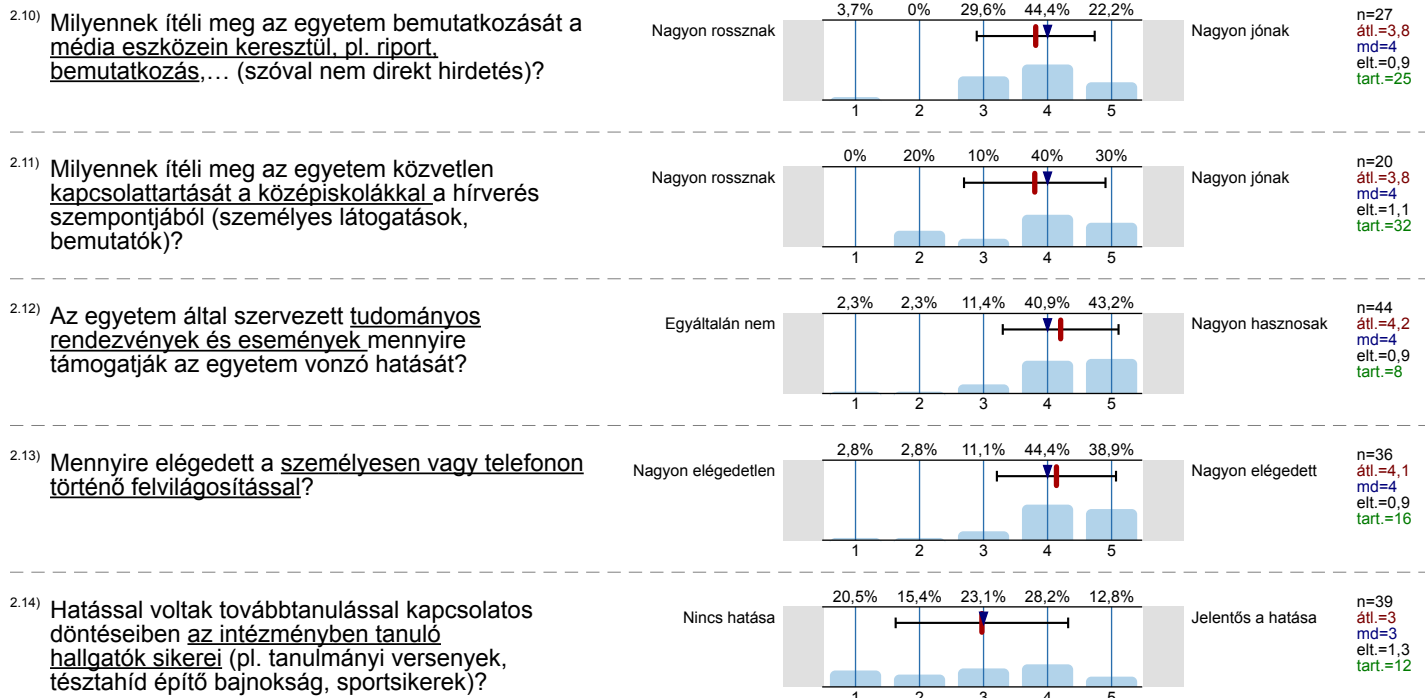 2.10) Milyennek ítéli meg az egyetem bemutatkozását a
média eszközein keresztül, pl. riport,
bemutatkozás,… (szóval nem direkt hirdetés)?
Nagyon rossznak
3,7% 0% 29,6% 44,4% 22,2%
1 2 3 4 5
Nagyon jónak
n=27
átl.=3,8
md=4
elt.=0,9
tart.=25
2.11) Milyennek ítéli meg az egyetem közvetlen
kapcsolattartását a középiskolákkal a hírverés
szempontjából (személyes látogatások,
bemutatók)?
Nagyon rossznak
0% 20% 10% 40% 30%
1 2 3 4 5
Nagyon jónak
n=20
átl.=3,8
md=4
elt.=1,1
tart.=32
2.12) Az egyetem által szervezett tudományos
rendezvények és események mennyire
támogatják az egyetem vonzó hatását?
Egyáltalán nem
2,3% 2,3% 11,4% 40,9% 43,2%
1 2 3 4 5
Nagyon hasznosak
n=44
átl.=4,2
md=4
elt.=0,9
tart.=8
2.13) Mennyire elégedett a személyesen vagy telefonon
történő felvilágosítással?
Nagyon elégedetlen
2,8% 2,8% 11,1% 44,4% 38,9%
1 2 3 4 5
Nagyon elégedett
n=36
átl.=4,1
md=4
elt.=0,9
tart.=16
2.14) Hatással voltak továbbtanulással kapcsolatos
döntéseiben az intézményben tanuló
hallgatók sikerei (pl. tanulmányi versenyek,
tésztahíd építő bajnokság, sportsikerek)?
Nincs hatása
20,5% 15,4% 23,1% 28,2% 12,8%
1 2 3 4 5
Jelentős a hatása
n=39
átl.=3
md=3
elt.=1,3
tart.=12